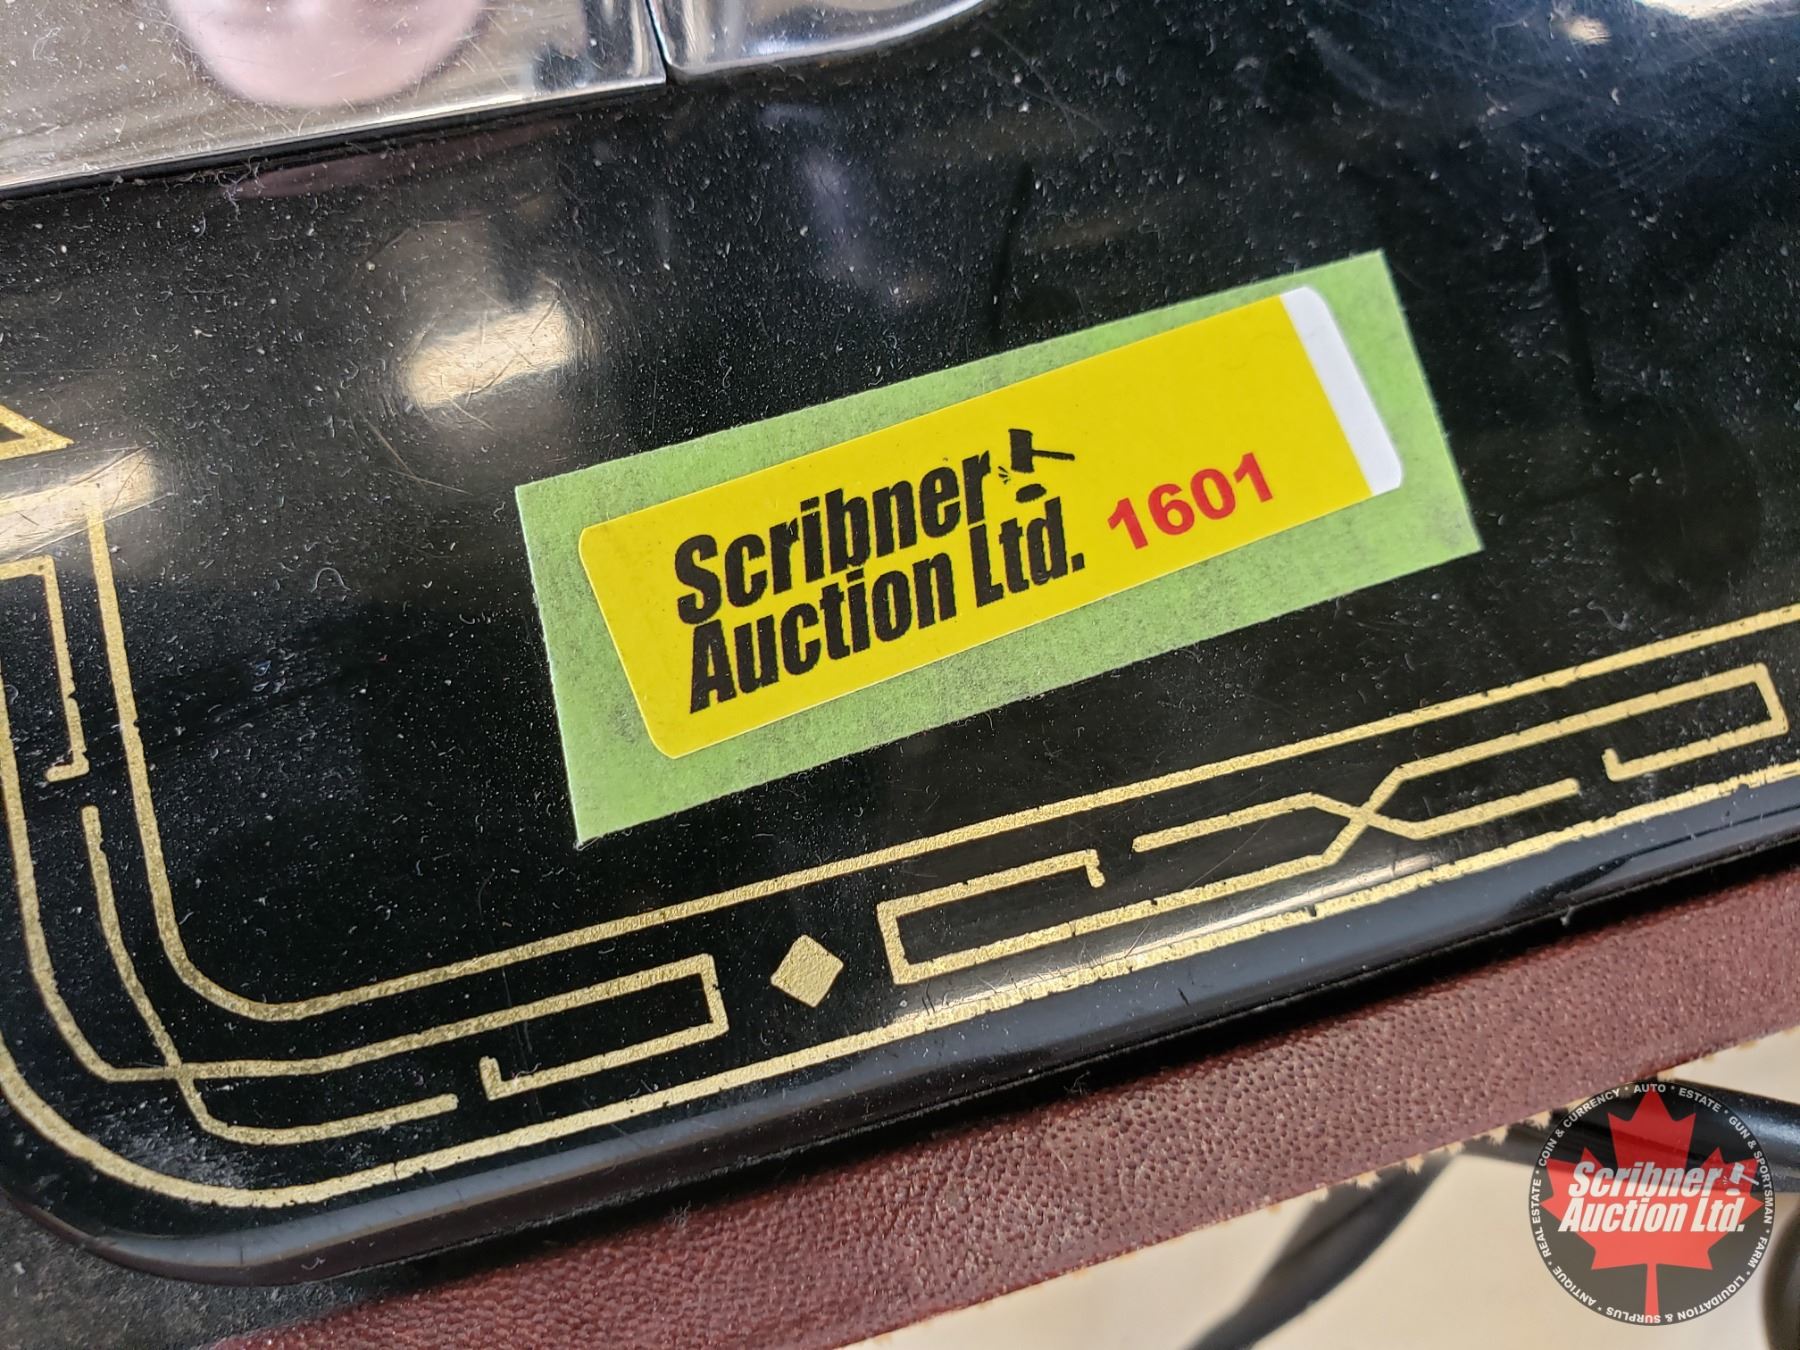 Scribner
Auction Ltd.
1601
COIN & CURRENCY * AUTO * ESTATE * GUN & SPORTSMAN * FARM * LIQUIDATION & SURPLUS * ANTIQUE * REAL ESTATE *
Scribner
Auction Ltd.